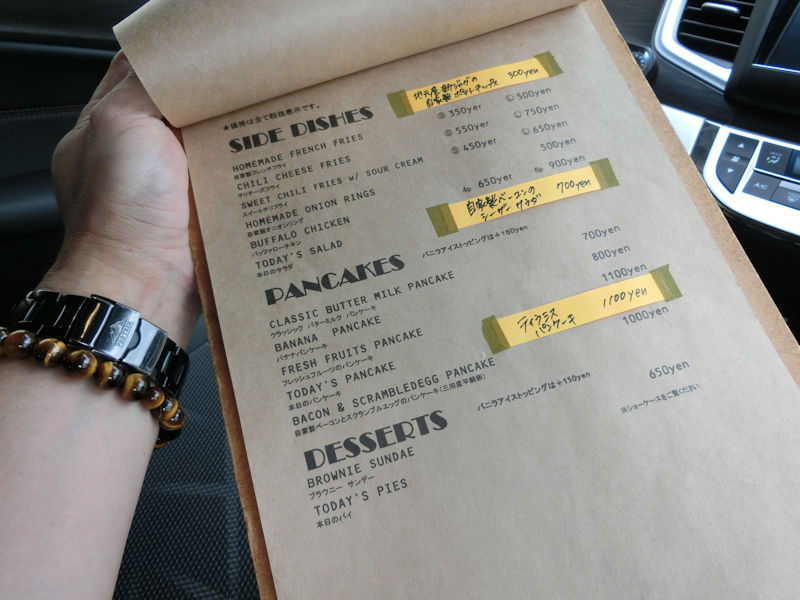 ★価格は全て税抜表示です。
SIDE DISHES
地元産新じゃがの
自家製ポテトチップス 300yen
HOMEMADE FRENCH FRIES Ⓢ 350yen Ⓛ 500yen
自家製フレンチフライ
CHILI CHEESE FRIES Ⓢ 550yen Ⓛ 750yen
チリチーズフライ
SWEET CHILI FRIES w/ SOUR CREAM Ⓢ 450yen Ⓛ 650yen
スイートチリフライ
HOMEMADE ONION RINGS 500yen
自家製オニオンリング
BUFFALO CHICKEN 4p 650yer 8p 900yen
バッファローチキン
TODAY'S SALAD
本日のサラダ
自家製ベーコンの
シーザーサラダ 700yen
PANCAKES バニラアイストッピングは+150yen
CLASSIC BUTTER MILK PANCAKE 700yen
クラッシック バターミルク パンケーキ
BANANA PANCAKE 800yen
バナナパンケーキ
FRESH FRUITS PANCAKE 1100yen
フレッシュフルーツのパンケーキ
TODAY'S PANCAKE
本日のパンケーキ
ティラミス
パンケーキ 1100yen
BACON & SCRAMBLEDEGG PANCAKE 1000yen
自家製ベーコンとスクランブルエッグのパンケーキ(三田産平飼卵)
DESSERTS バニラアイストッピングは+150yen
BROWNIE SUNDAE 650yen
ブラウニー サンデー
TODAY'S PIES ※ショーケースをご覧ください
本日のパイ
A/C